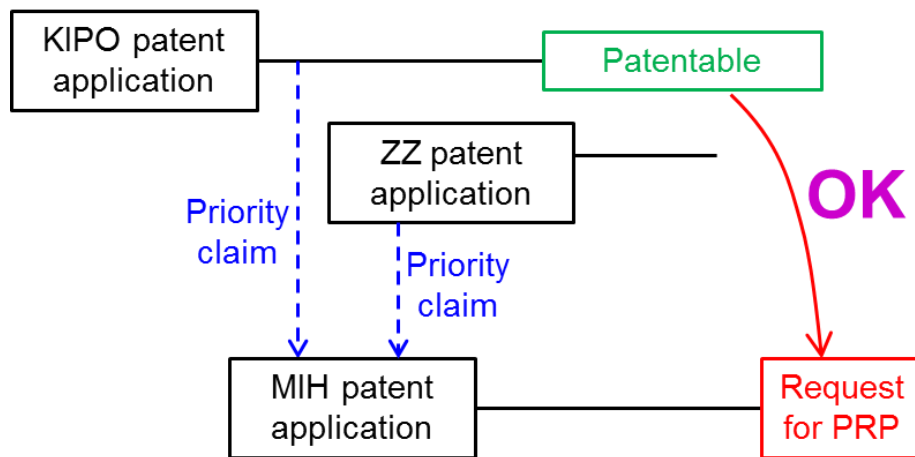 KIPO patent
application
Patentable
ZZ patent
application
OK
Priority
claim
Priority
claim
MIH patent
application
Request
for PRP